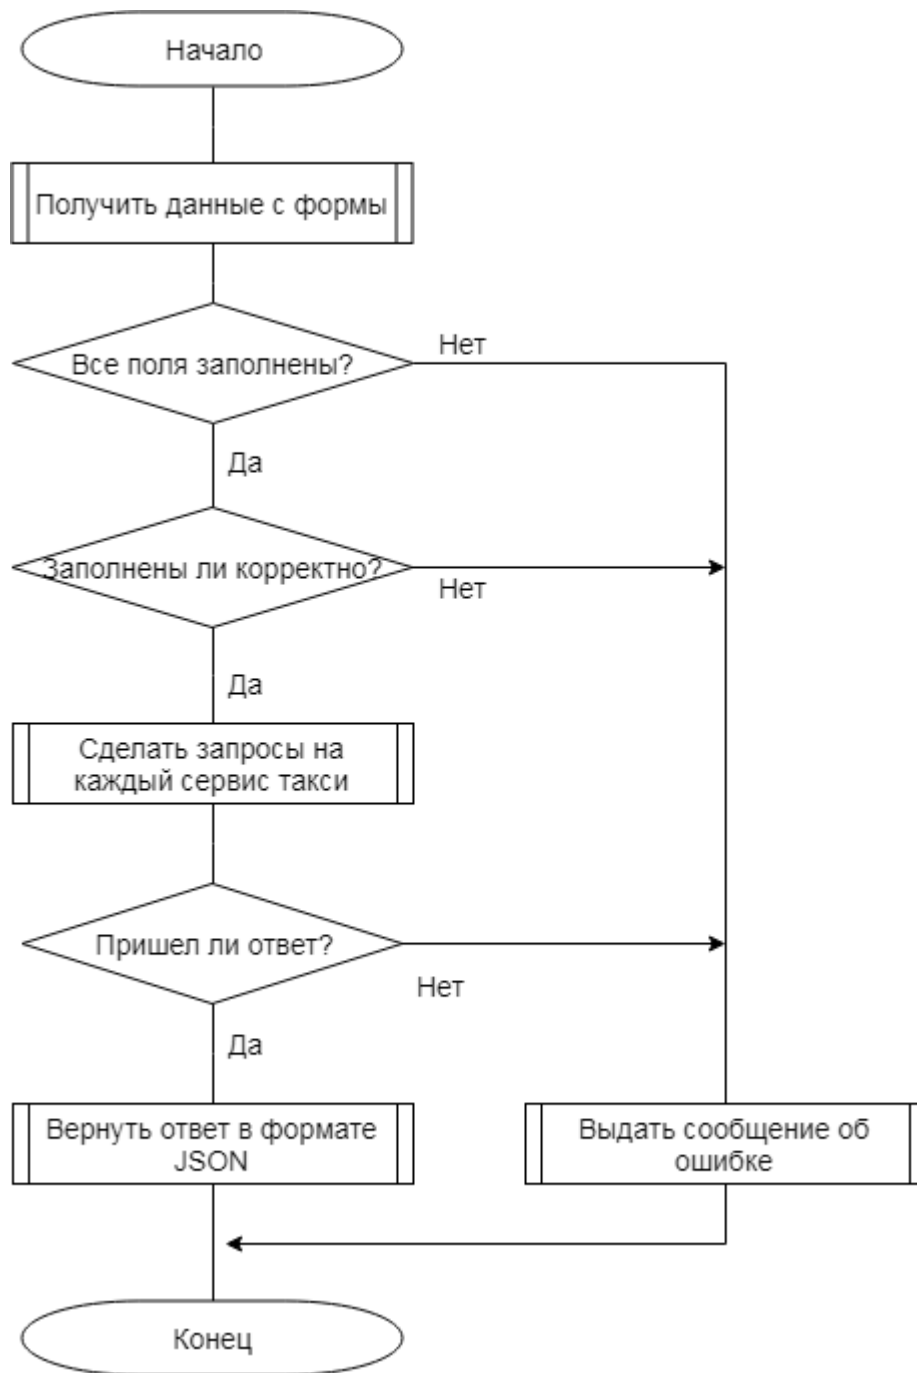 Начало
Получить данные с формы
Все поля заполнены?
Нет
Да
Заполнены ли корректно?
Нет
Да
Сделать запросы на
каждый сервис такси
Пришел ли ответ?
Нет
Да
Вернуть ответ в формате
JSON
Выдать сообщение об
ошибке
Конец